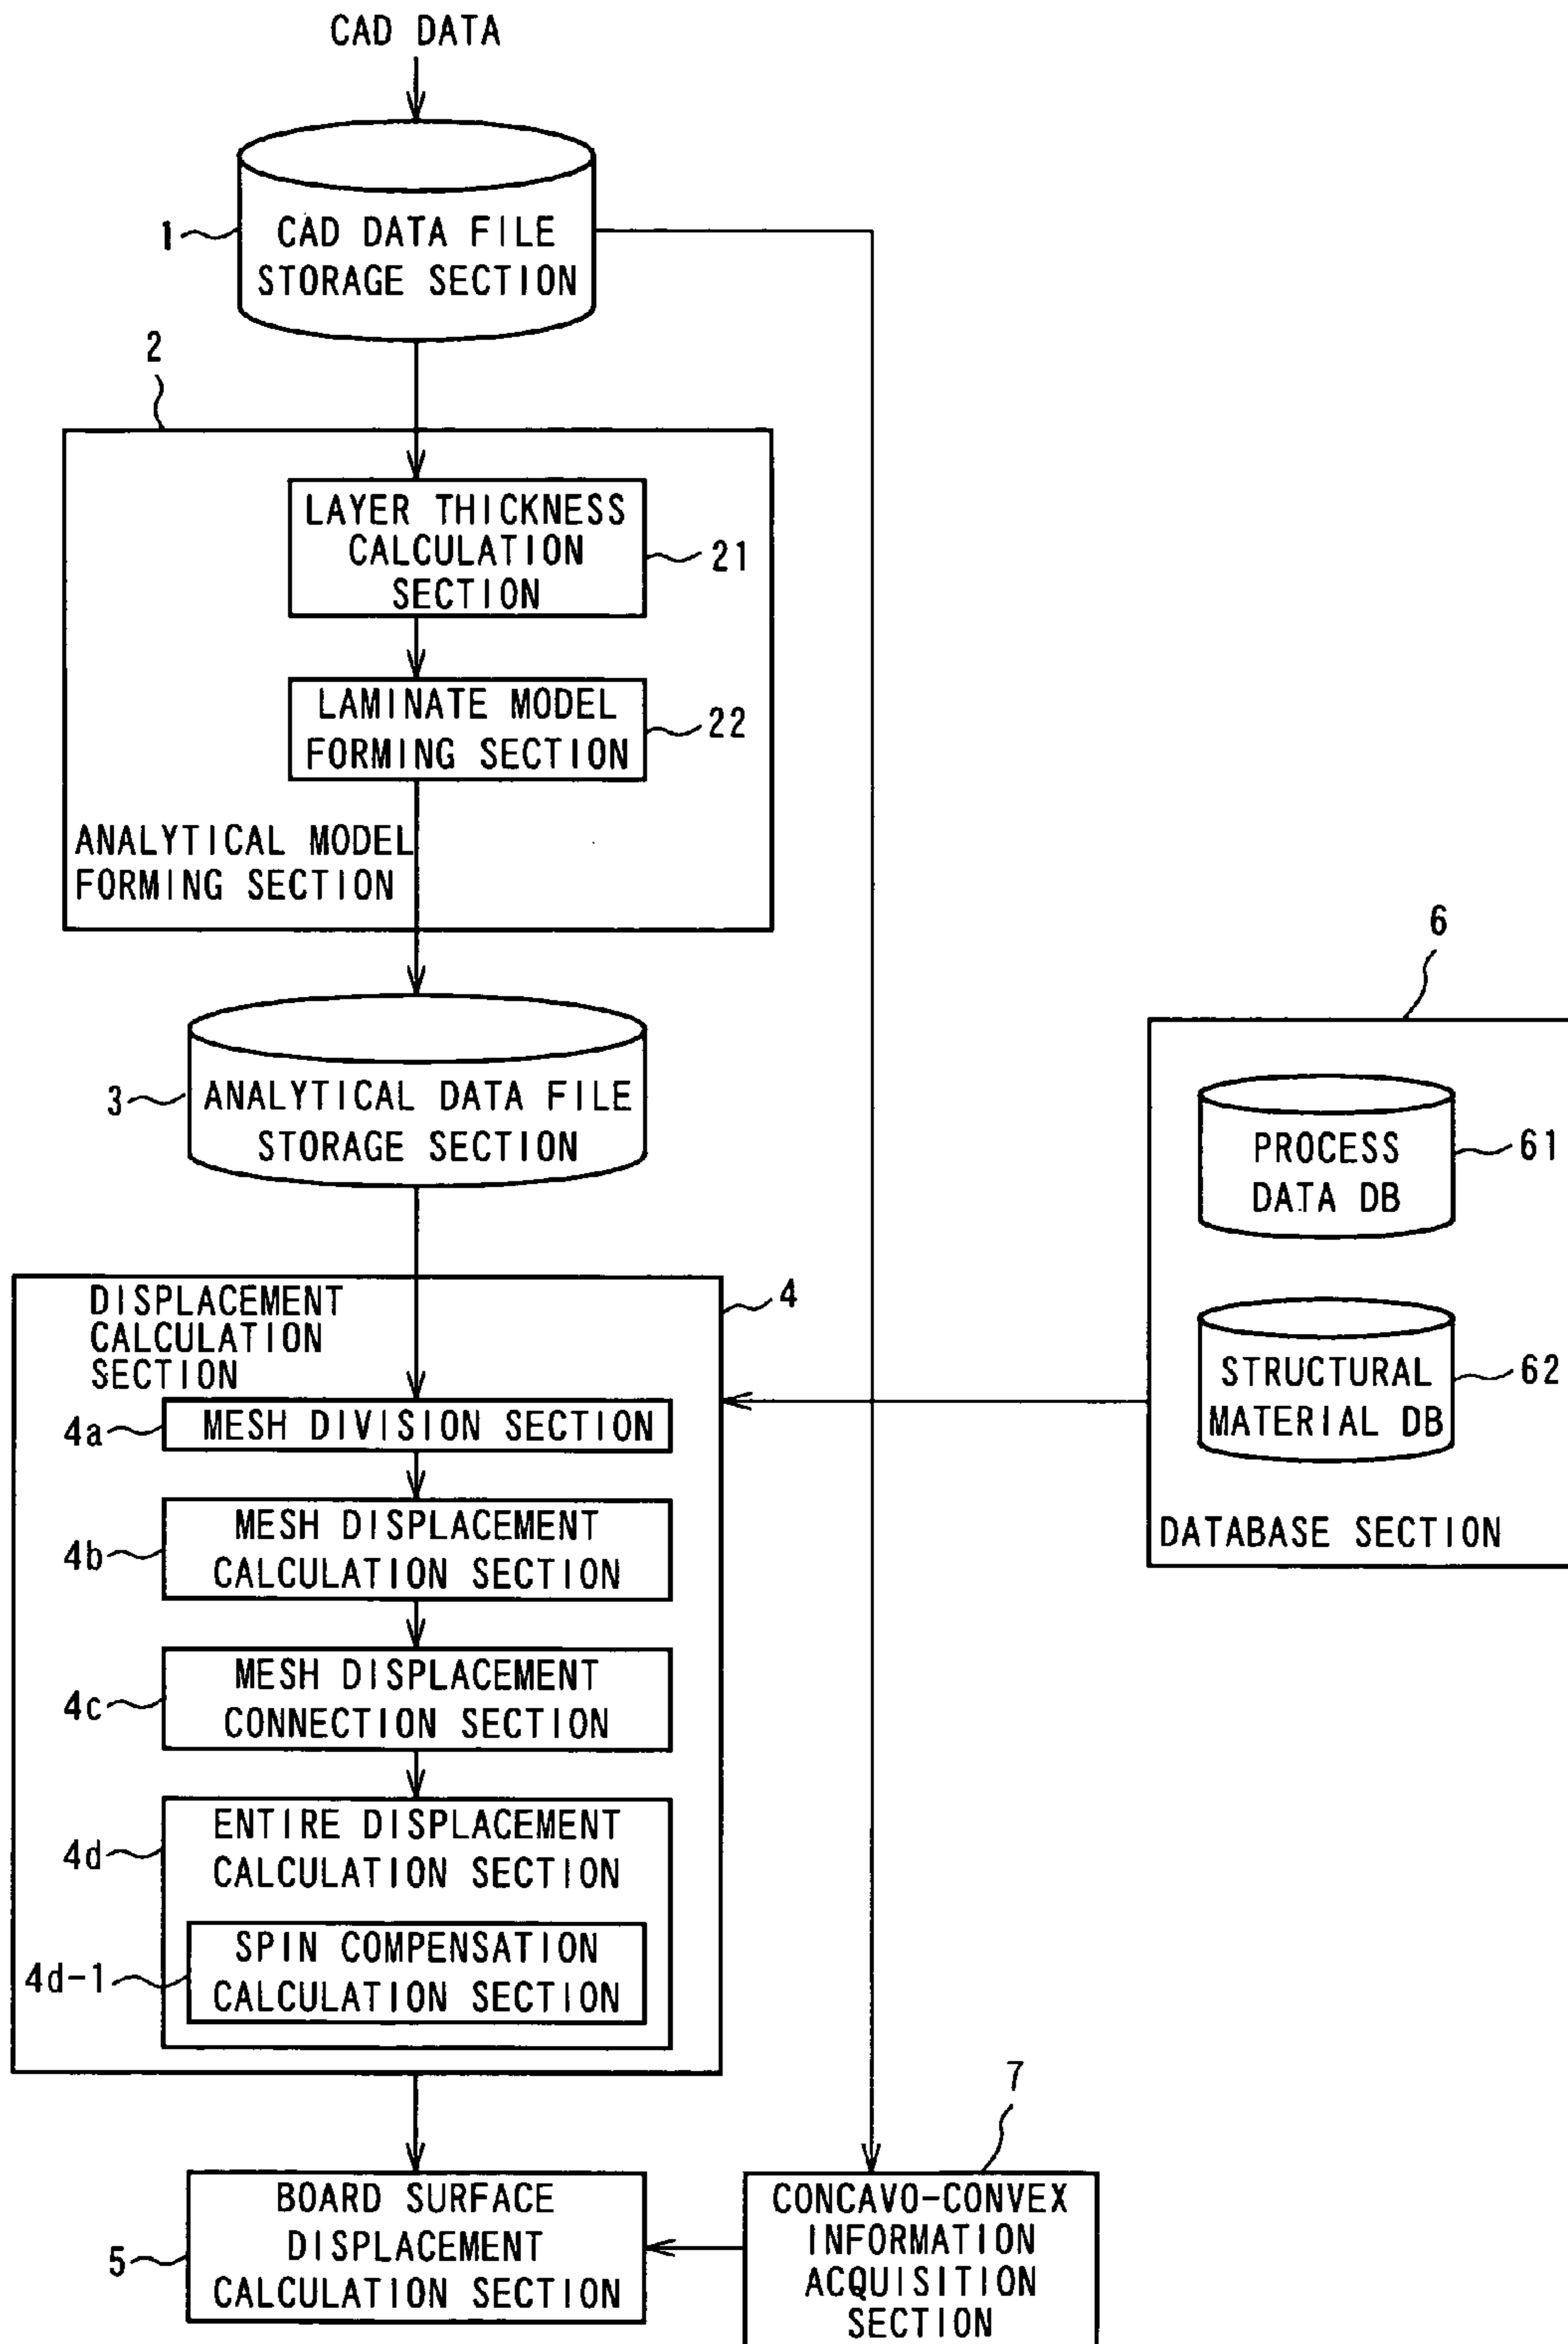 CAD DATA
1
CAD DATA FILE
STORAGE SECTION
2
LAYER THICKNESS
CALCULATION
SECTION
21
LAMINATE MODEL
FORMING SECTION
22
ANALYTICAL MODEL
FORMING SECTION
3
ANALYTICAL DATA FILE
STORAGE SECTION
6
PROCESS
DATA DB
61
STRUCTURAL
MATERIAL DB
62
DATABASE SECTION
DISPLACEMENT
CALCULATION
SECTION
4
4a
MESH DIVISION SECTION
4b
MESH DISPLACEMENT
CALCULATION SECTION
4c
MESH DISPLACEMENT
CONNECTION SECTION
4d
ENTIRE DISPLACEMENT
CALCULATION SECTION
4d-1
SPIN COMPENSATION
CALCULATION SECTION
5
BOARD SURFACE
DISPLACEMENT
CALCULATION SECTION
7
CONCAVO-CONVEX
INFORMATION
ACQUISITION
SECTION